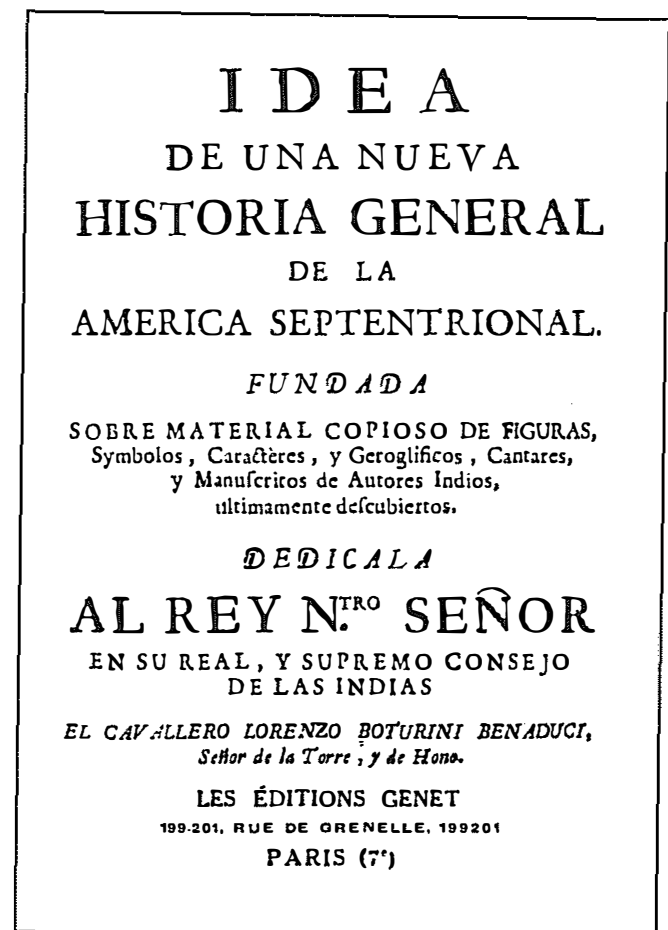 IDEA
DE UNA NUEVA
HISTORIA GENERAL
DE LA
AMERICA SEPTENTRIONAL.
FUNDADA
SOBRE MATERIAL COPIOSO DE FIGURAS,
Symbolos, Caractères, y Geroglificos, Cantares,
y Manuſcritos de Autores Indios,
ultimamente deſcubiertos.
DEDICALA
AL REY N.TRO SEÑOR
EN SU REAL, Y SUPREMO CONSEJO
DE LAS INDIAS
EL CAVALLERO LORENZO BOTURINI BENADUCI,
Señor de la Torre, y de Hono.
LES ÉDITIONS GENET
199-201, RUE DE GRENELLE, 199201
PARIS (7e)